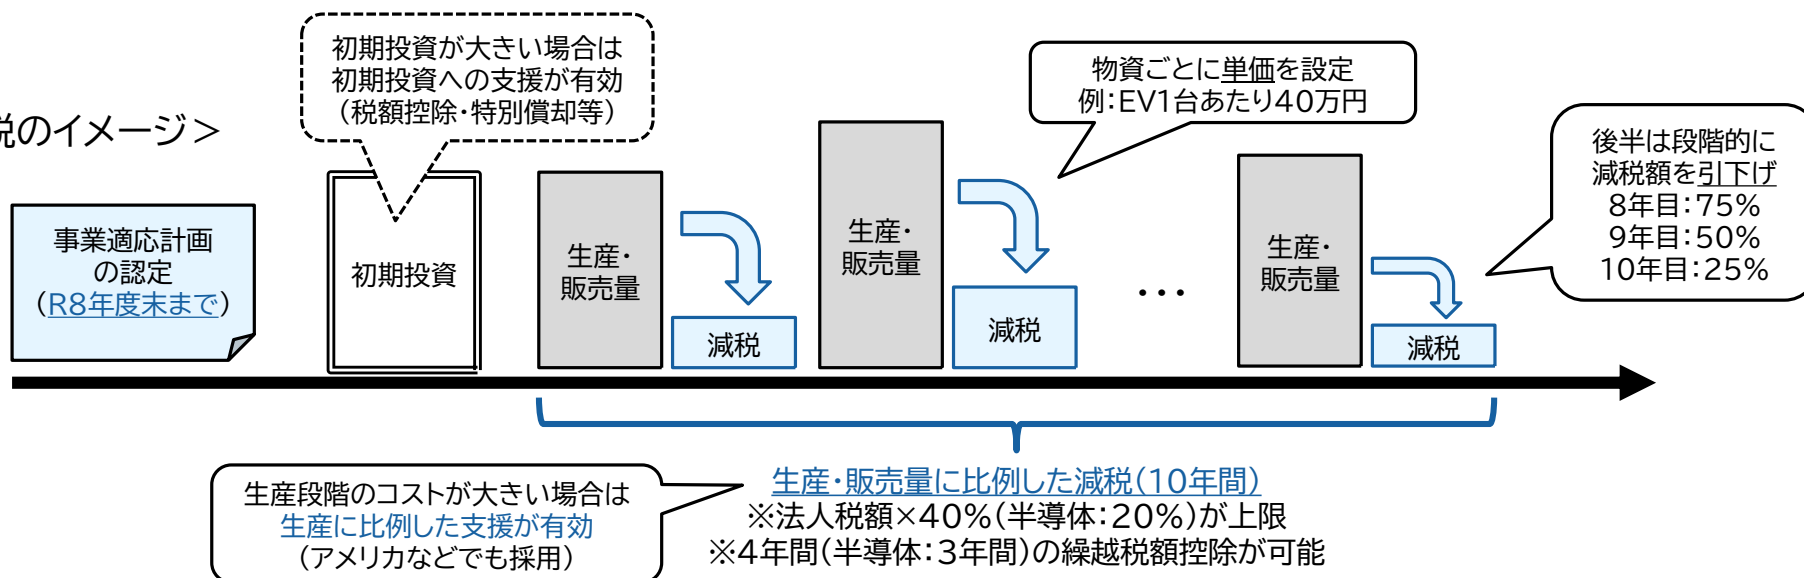 税のイメージ＞
事業適応計画
の認定
（R8年度末まで）
初期投資が大きい場合は
初期投資への支援が有効
（税額控除・特別償却等）
初期投資
生産・
販売量
減税
生産・
販売量
減税
物資ごとに単価を設定
例：EV1台あたり40万円
…
生産・
販売量
減税
後半は段階的に
減税額を引下げ
8年目：75%
9年目：50%
10年目：25%
生産段階のコストが大きい場合は
生産に比例した支援が有効
（アメリカなどでも採用）
生産・販売量に比例した減税（10年間）
※法人税額×40%（半導体：20%）が上限
※4年間（半導体：3年間）の繰越税額控除が可能